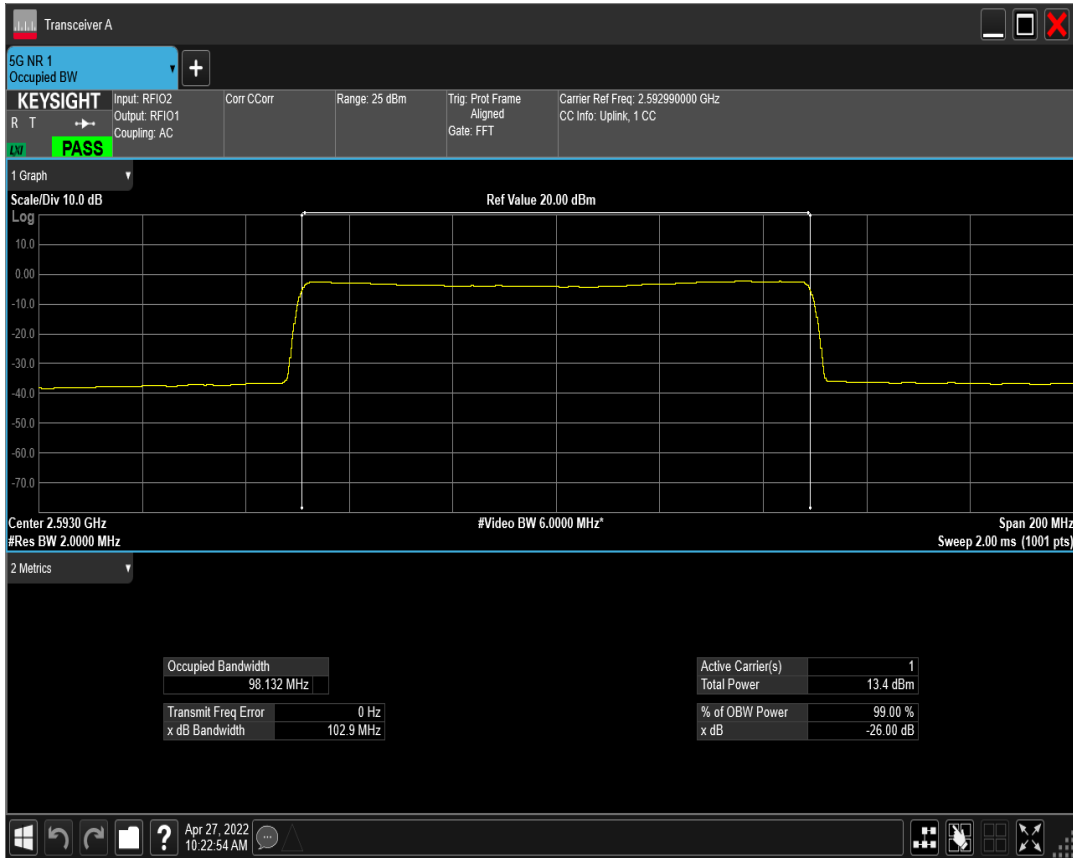 Transceiver A
5G NR 1
Occupied BW
KEYSIGHT
R T
LXI
PASS
Input: RFIO2
Output: RFIO1
Coupling: AC
Corr CCorr
Range: 25 dBm
Trig: Prot Frame
Aligned
Gate: FFT
Carrier Ref Freq: 2.592990000 GHz
CC Info: Uplink, 1 CC
1 Graph
Scale/Div 10.0 dB
Ref Value 20.00 dBm
Log
10.0
0.00
-10.0
-20.0
-30.0
-40.0
-50.0
-60.0
-70.0
Center 2.5930 GHz
#Video BW 6.0000 MHz*
Span 200 MHz
#Res BW 2.0000 MHz
Sweep 2.00 ms (1001 pts)
2 Metrics
Occupied Bandwidth
98.132 MHz
Transmit Freq Error 0 Hz
x dB Bandwidth 102.9 MHz
Active Carrier(s) 1
Total Power 13.4 dBm
% of OBW Power 99.00 %
x dB -26.00 dB
?
Apr 27, 2022
10:22:54 AM